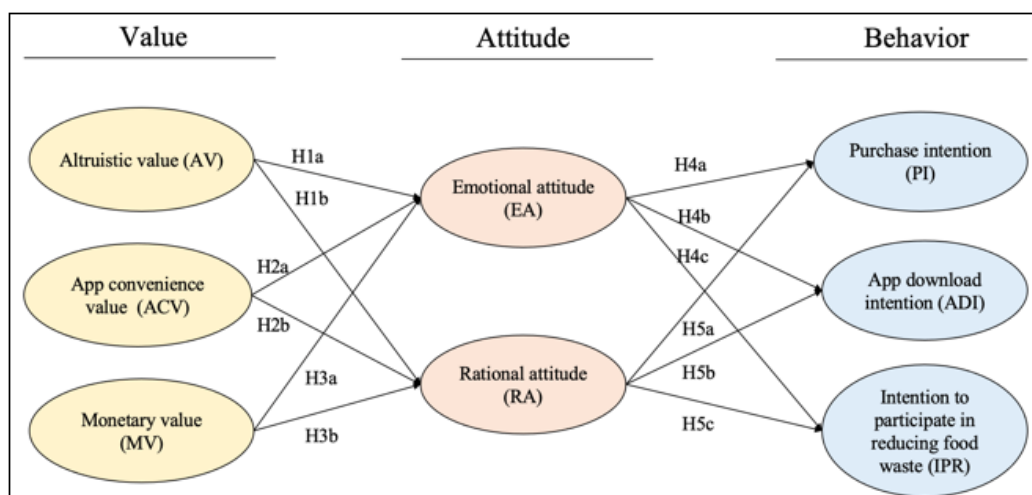 Value
Attitude
Behavior
Altruistic value (AV)
App convenience
value (ACV)
Monetary value
(MV)
H1a
H1b
H2a
H2b
H3a
H3b
Emotional attitude
(EA)
Rational attitude
(RA)
H4a
H4b
H4c
H5a
H5b
H5c
Purchase intention
(PI)
App download
intention (ADI)
Intention to
participate in
reducing food
waste (IPR)